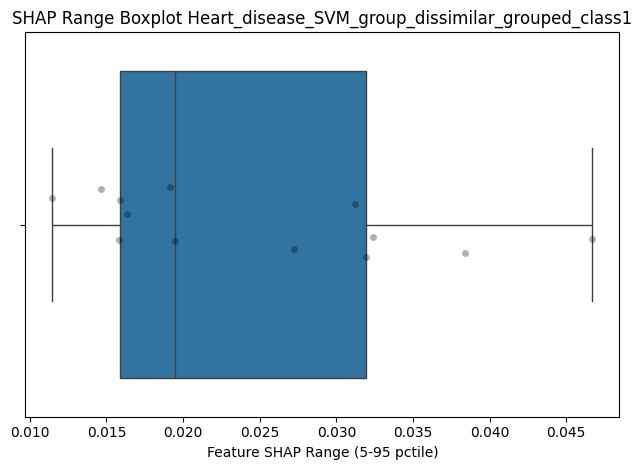 SHAP Range Boxplot Heart_disease_SVM_group_dissimilar_grouped_class1
0.010 0.015 0.020 0.025 0.030 0.035 0.040 0.045
Feature SHAP Range (5-95 pctile)